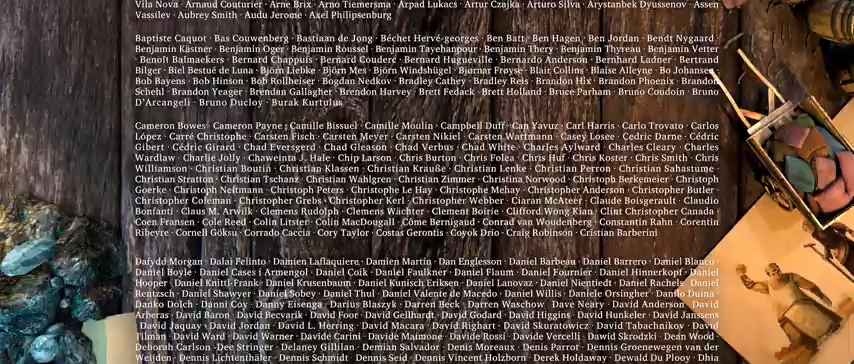 Vila Nova · Arnaud Couturier · Arne Brix · Arno Tiemersma · Arpad Lukacs · Artur Czajka · Arturo Silva · Arystanbek Dyussenov · Assen
Vassilev · Aubrey Smith · Audu Jerome · Axel Philipsenburg
Baptiste Caquot · Bas Couwenberg · Bastiaan de Jong · Béchet Hervé-georges · Ben Batt · Ben Hagen · Ben Jordan · Bendt Nygaard
Benjamin Kästner · Benjamin Oger · Benjamin Roussel · Benjamin Tayehanpour · Benjamin Thery · Benjamin Thyreau · Benjamin Vetter
· Benoît Balmaekers · Bernard Chappuis · Bernard Couderc · Bernard Hugueville · Bernardo Anderson · Bernhard Ladner · Bertrand
Bilger · Biel Bestué de Luna · Björn Liebke · Björn Mes · Björn Windshügel · Bjørnar Frøyse · Blair Collins · Blaise Alleyne · Bo Johansen
Bob Bayens · Bob Hinson · Bob Rollheiser · Bogdan Nedkov · Bradley Cathey · Bradley Reis · Brandon Hix · Brandon Phoenix · Brandon
Schehl · Brandon Yeager · Brendan Gallagher · Brendon Harvey · Brett Fedack · Brett Holland · Bruce Parham · Bruno Coudoin · Bruno
D'Arcangeli · Bruno Ducloy · Burak Kurtulus
Cameron Bowes · Cameron Payne · Camille Bissuel · Camille Moulin · Campbell Duff · Can Yavuz · Carl Harris · Carlo Trovato · Carlos
López · Carré Christophe · Carsten Fisch · Carsten Meyer · Carsten Nikiel · Carsten Wartmann · Casey Losee · Cédric Darne · Cédric
Gibert · Cédric Girard · Chad Eversgerd · Chad Gleason · Chad Verbus · Chad White · Charles Aylward · Charles Cleary · Charles
Wardlaw · Charlie Jolly · Chaweinta J. Hale · Chip Larson · Chris Burton · Chris Folea · Chris Huf · Chris Koster · Chris Smith · Chris
Williamson · Christian Boutin · Christian Klassen · Christian Krauße · Christian Lenke · Christian Perron · Christian Sahastume ·
Christian Stratton · Christian Tschanz · Christian Wahlgren · Christian Zimmer · Christina Norwood · Christoph Berkemeier · Christoph
Goerke · Christoph Neftmann · Christoph Peters · Christophe Le Hay · Christophe Mehay · Christopher Anderson · Christopher Butler ·
Christopher Coleman · Christopher Grebs · Christopher Kerl · Christopher Webber · Ciaran McAteer · Claude Boisgerault · Claudio
Bonfanti · Claus M. Arwilk · Clemens Rudolph · Clemens Wächter · Clement Boirie · Clifford Wong Kian · Clint Christopher Canada ·
Coen Fransen · Cole Reed · Colin Litster · Colin MacDougall · Côme Bernigaud · Conrad van Woudenberg · Constantin Rahn · Corentin
Ribeyre · Cornell Göksu · Corrado Caccia · Cory Taylor · Costas Gerontis · Coyok Drio · Craig Robinson · Cristian Barberini
Dafydd Morgan · Dalai Felinto · Damien Laflaquiere · Damien Martin · Dan Englesson · Daniel Barbeau · Daniel Barrero · Daniel Blanco ·
Daniel Boyle · Daniel Cases i Armengol · Daniel Coik · Daniel Faulkner · Daniel Flaum · Daniel Fournier · Daniel Hinnerkopf · Daniel
Hooper · Daniel Knittl-Frank · Daniel Krusenbaum · Daniel Kunisch Eriksen · Daniel Lanovaz · Daniel Nientedt · Daniel Rachels · Daniel
Rentzsch · Daniel Shawyer · Daniel Sobey · Daniel Thul · Daniel Valente de Macedo · Daniel Willis · Daniele Orsingher · Danilo Duina ·
Danko Dolch · Danni Coy · Danny Eisenga · Darius Blaszyk · Darren Beck · Darren Waschow · Dave Neary · David Anderson · David
Arberas · David Baron · David Becvarik · David Foor · David Gellhardt · David Godard · David Higgins · David Hunkeler · David Janssens
· David Jaquay · David Jordan · David L. Herring · David Macara · David Righart · David Skuratowicz · David Tabachnikov · David
Tilman · David Ward · David Warner · Davide Carini · Davide Maimone · Davide Rossi · Davide Vercelli · Dawid Skrodzki · Dean Wood ·
Deborah Carlson · Dee Stringer · Delaney Gillilan · Demian Salvador · Denis Moreaux · Denis Parrot · Dennis Groenewegen van der
Weijden · Dennis Lichtenthäler · Dennis Schmidt · Dennis Seid · Dennis Vincent Holzborn · Derek Holdaway · Dewald Du Plooy · Dhia